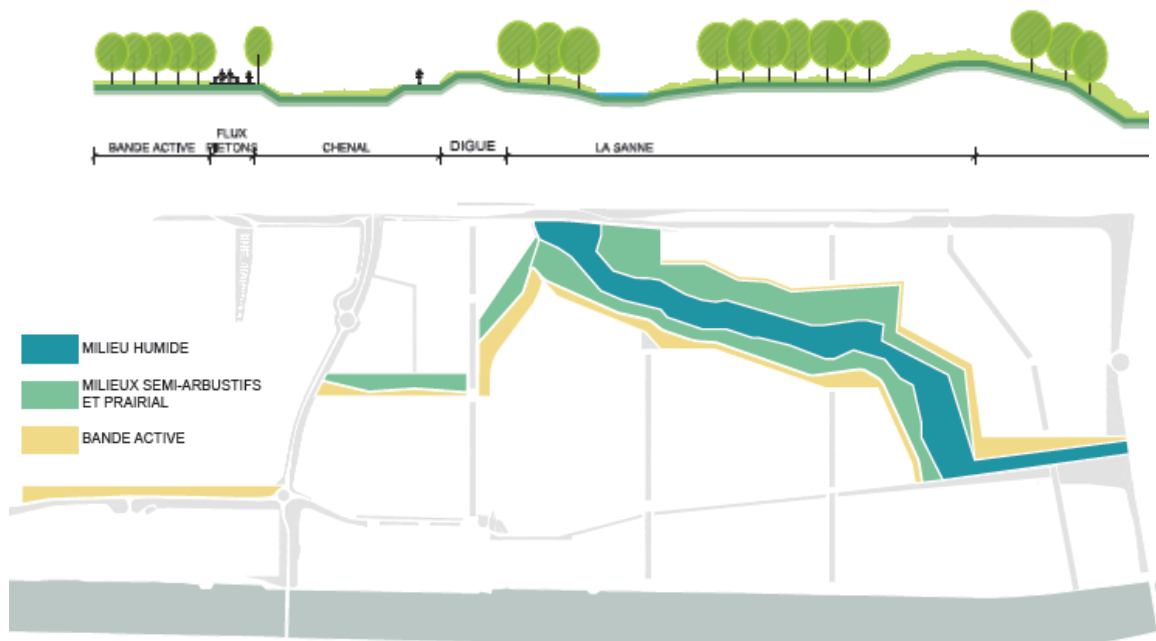 FLUX
BANDE ACTIVE
PIETONS
CHENAL
DIGUE
LA SANNE
MILIEU HUMIDE
MILIEUX SEMI-ARBUSTIFS
ET PRAIRIAL
BANDE ACTIVE